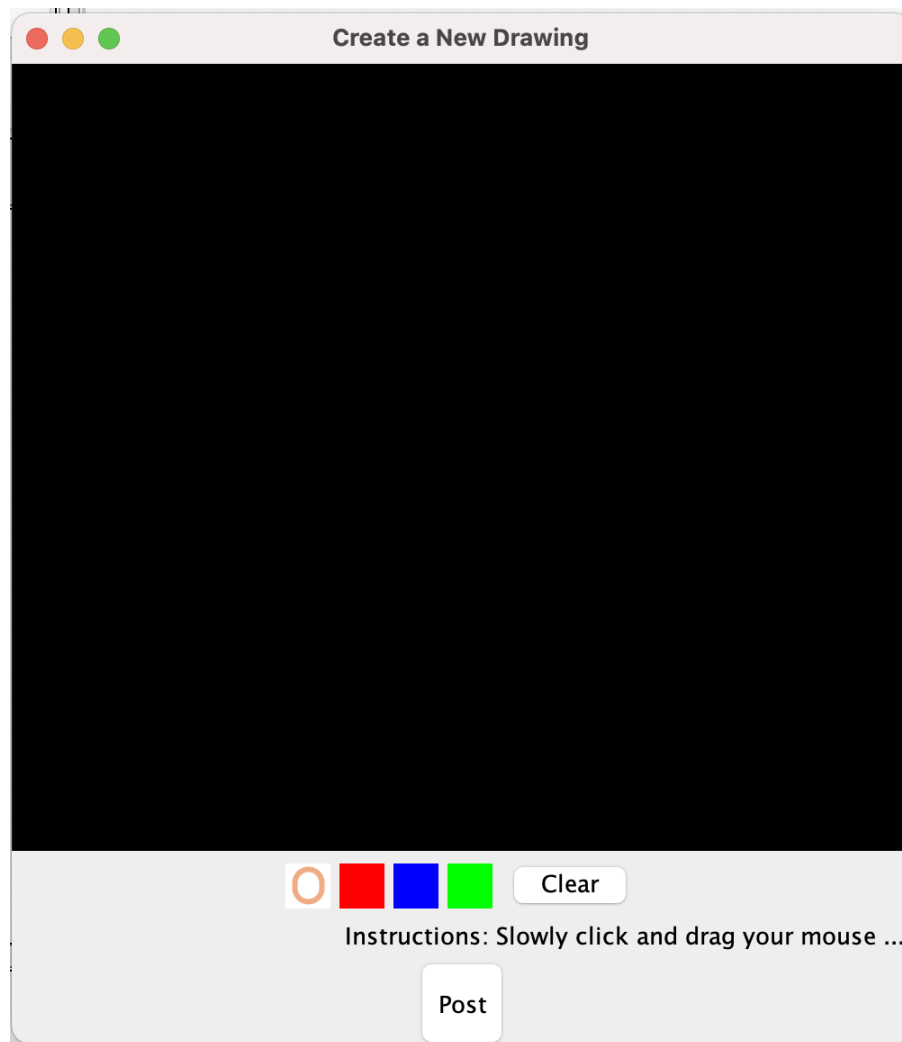 Create a New Drawing
O Clear
Instructions: Slowly click and drag your mouse ...
Post